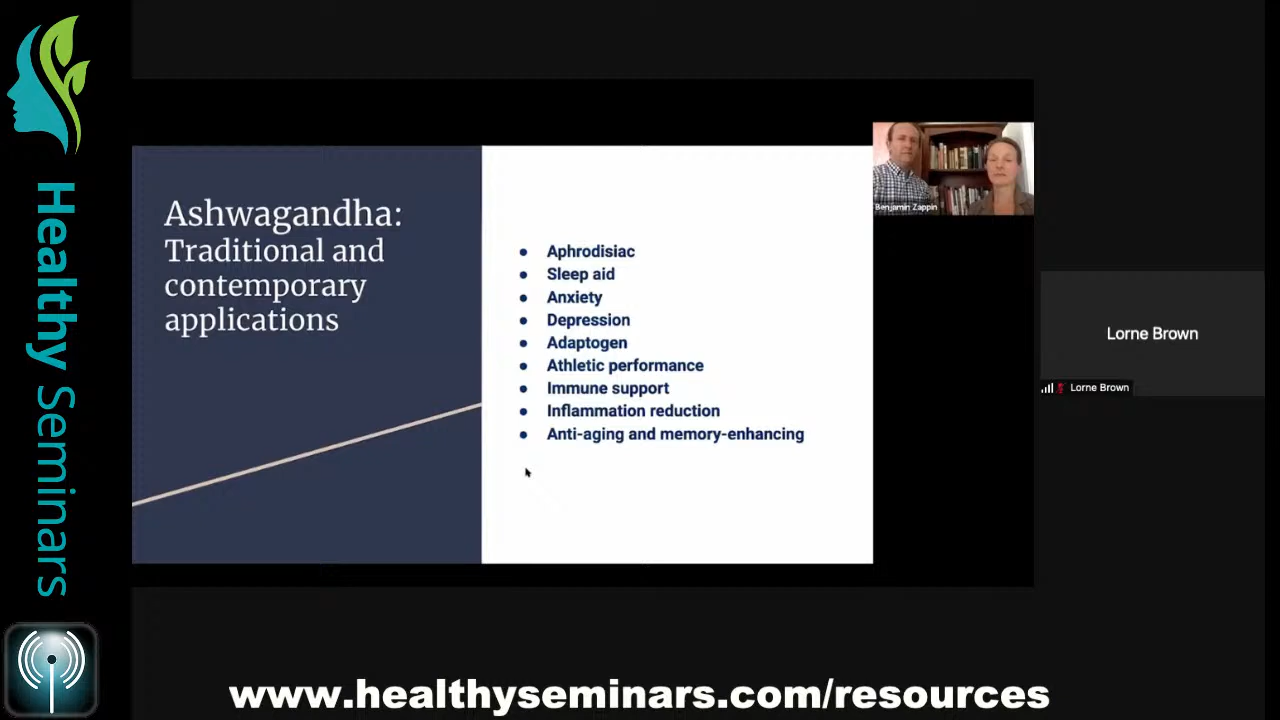 Healthy Seminars
Ashwagandha:
Traditional and
contemporary
applications
● Aphrodisiac
● Sleep aid
● Anxiety
● Depression
● Adaptogen
● Athletic performance
● Immune support
● Inflammation reduction
● Anti-aging and memory-enhancing
Benjamin Zappin
Lorne Brown
Lorne Brown
www.healthyseminars.com/resources